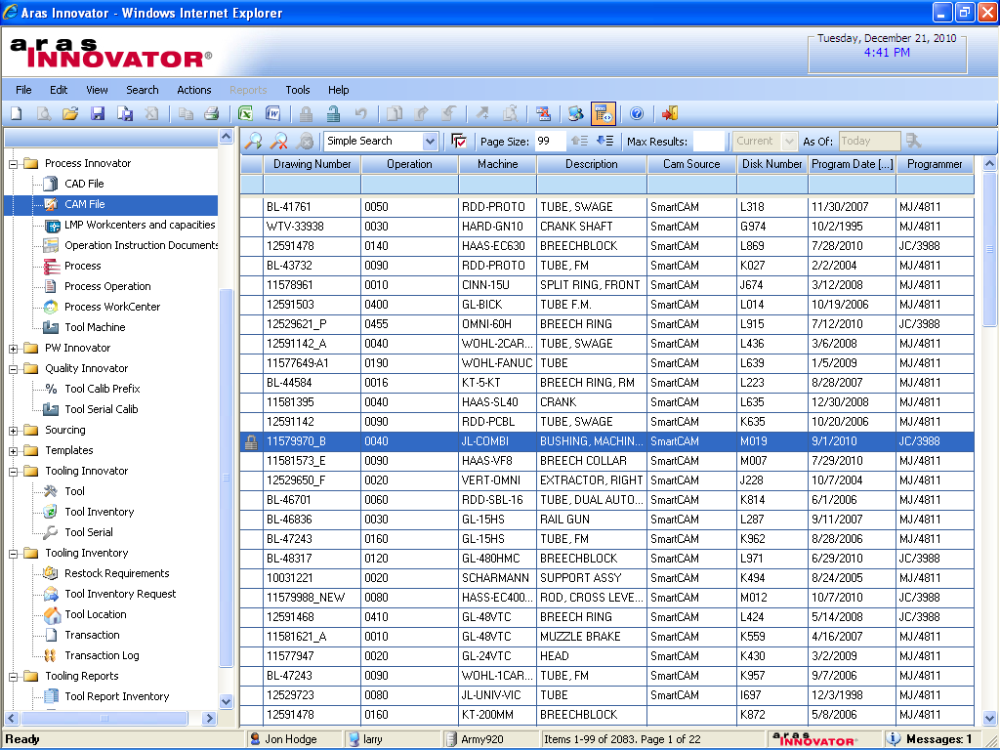 Aras Innovator - Windows Internet Explorer
aras
INNOVATOR®
Tuesday, December 21, 2010
4:41 PM
File Edit View Search Actions Reports Tools Help
Simple Search Page Size: 99 Max Results: Current As Of: Today
Process Innovator
CAD File
CAM File
LMP Workcenters and capacities
Operation Instruction Documents
Process
Process Operation
Process WorkCenter
Tool Machine
PW Innovator
Quality Innovator
Tool Calib Prefix
Tool Serial Calib
Sourcing
Templates
Tooling Innovator
Tool
Tool Inventory
Tool Serial
Tooling Inventory
Restock Requirements
Tool Inventory Request
Tool Location
Transaction
Transaction Log
Tooling Reports
Tool Report Inventory
Drawing Number Operation Machine Description Cam Source Disk Number Program Date [...] Programmer
BL-41761 0050 RDD-PROTO TUBE, SWAGE SmartCAM L318 11/30/2007 MJ/4811
WTV-33938 0030 HARD-GN10 CRANK SHAFT SmartCAM G974 10/2/1995 MJ/4811
12591478 0140 HAAS-EC630 BREECHBLOCK SmartCAM L869 7/28/2010 JC/3988
BL-43732 0090 RDD-PROTO TUBE, FM SmartCAM K027 2/2/2004 MJ/4811
11578961 0010 CINN-15U SPLIT RING, FRONT SmartCAM J674 3/12/2008 MJ/4811
12591503 0400 GL-BICK TUBE F.M. SmartCAM L014 10/19/2006 MJ/4811
12529621_P 0455 OMNI-60H BREECH RING SmartCAM L915 7/12/2010 JC/3988
12591142_A 0040 WOHL-2CAR... TUBE, SWAGE SmartCAM L436 3/6/2008 MJ/4811
11577649-A1 0190 WOHL-FANUC TUBE SmartCAM L639 1/5/2009 MJ/4811
BL-44584 0016 KT-5-KT BREECH RING, RM SmartCAM L223 8/28/2007 MJ/4811
11581395 0040 HAAS-SL40 CRANK SmartCAM L635 12/30/2008 MJ/4811
12591142 0090 RDD-PCBL TUBE, SWAGE SmartCAM K635 10/20/2006 MJ/4811
11579970_B 0040 JL-COMBI BUSHING, MACHIN... SmartCAM M019 9/1/2010 JC/3988
11581573_E 0090 HAAS-VF8 BREECH COLLAR SmartCAM M007 7/29/2010 MJ/4811
12529650_F 0020 VERT-OMNI EXTRACTOR, RIGHT SmartCAM J228 10/7/2004 MJ/4811
BL-46701 0060 RDD-SBL-16 TUBE, DUAL AUTO... SmartCAM K814 6/1/2006 MJ/4811
BL-46836 0030 GL-15HS RAIL GUN SmartCAM L287 9/11/2007 MJ/4811
BL-47243 0160 GL-15HS TUBE, FM SmartCAM K962 8/28/2006 MJ/4811
BL-48317 0120 GL-480HMC BREECHBLOCK SmartCAM L971 6/29/2010 MJ/4811
10031221 0020 SCHARMANN SUPPORT ASSY SmartCAM K494 8/24/2005 MJ/4811
11579988_NEW 0080 HASS-EC400... ROD, CROSS LEVE... SmartCAM M012 10/7/2010 JC/3988
12591468 0410 GL-48VTC BREECH RING SmartCAM L424 5/14/2008 JC/3988
11581621_A 0010 GL-48VTC MUZZLE BRAKE SmartCAM K559 4/16/2007 MJ/4811
11577947 0020 GL-24VTC HEAD SmartCAM K430 3/2/2009 MJ/4811
BL-47243 0090 WOHL-1CAR... TUBE, FM SmartCAM K957 9/7/2006 MJ/4811
12529723 0080 JL-UNIV-VIC TUBE SmartCAM I697 12/3/1998 MJ/4811
12591478 0160 KT-200MM BREECHBLOCK K872 5/8/2006 MJ/4811
Ready Jon Hodge larry Army920 Items 1-99 of 2083. Page 1 of 22 aras INNOVATOR Messages: 1